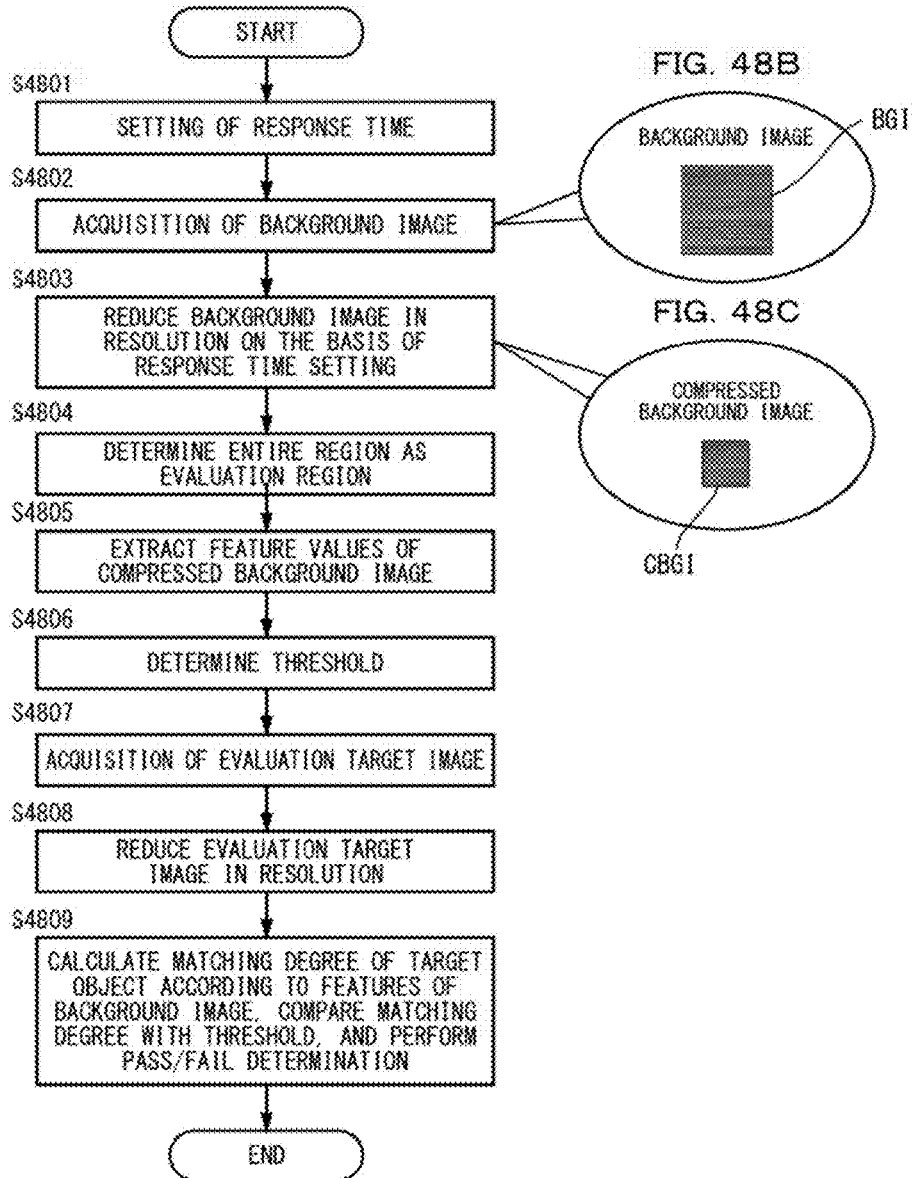 START
S4801
SETTING OF RESPONSE TIME
S4802
ACQUISITION OF BACKGROUND IMAGE
S4803
REDUCE BACKGROUND IMAGE IN
RESOLUTION ON THE BASIS OF
RESPONSE TIME SETTING
S4804
DETERMINE ENTIRE REGION AS
EVALUATION REGION
S4805
EXTRACT FEATURE VALUES OF
COMPRESSED BACKGROUND IMAGE
S4806
DETERMINE THRESHOLD
S4807
ACQUISITION OF EVALUATION TARGET IMAGE
S4808
REDUCE EVALUATION TARGET
IMAGE IN RESOLUTION
S4809
CALCULATE MATCHING DEGREE OF TARGET
OBJECT ACCORDING TO FEATURES OF
BACKGROUND IMAGE, COMPARE MATCHING
DEGREE WITH THRESHOLD, AND PERFORM
PASS/FAIL DETERMINATION
END
FIG. 48B
BACKGROUND IMAGE
BGI
FIG. 48C
COMPRESSED
BACKGROUND IMAGE
CBGI